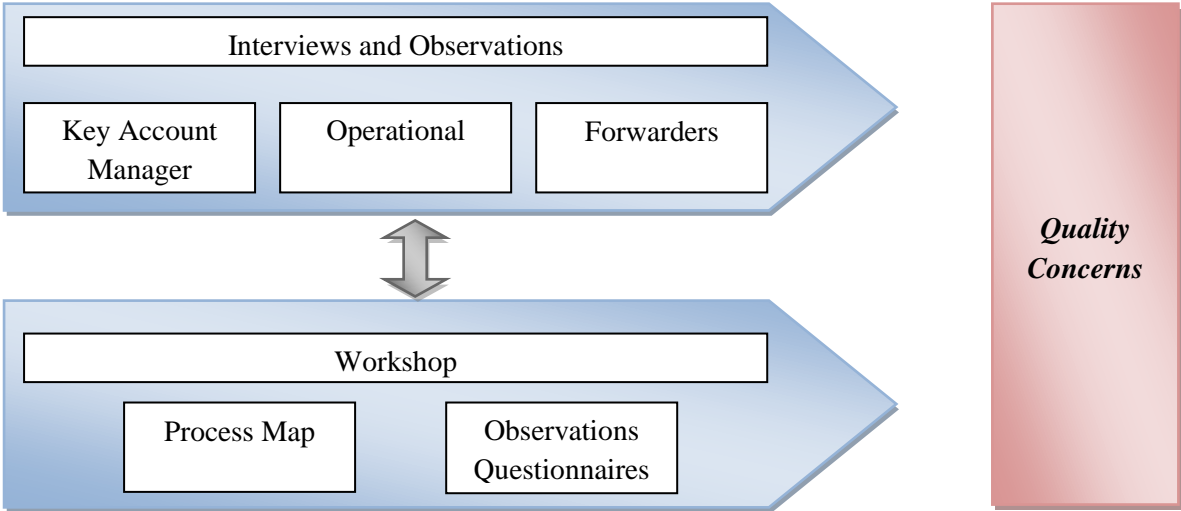 Interviews and Observations
Key Account
Manager
Operational
Forwarders
Quality
Concerns
Workshop
Process Map
Observations
Questionnaires